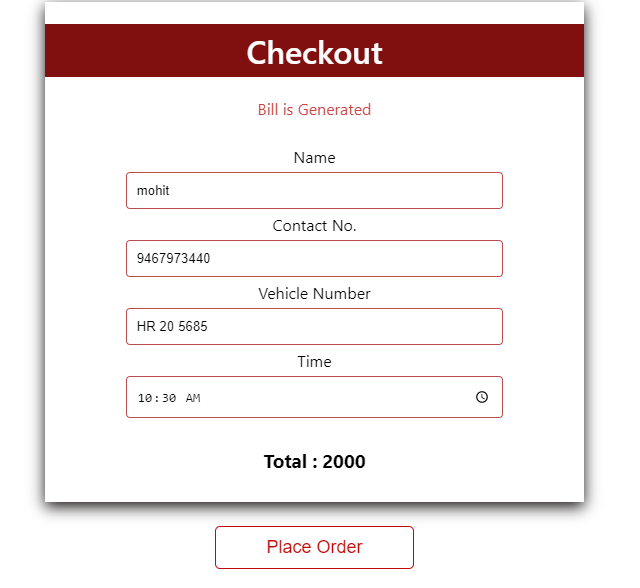 Checkout
Bill is Generated
Name
mohit
Contact No.
9467973440
Vehicle Number
HR 20 5685
Time
10:30 AM
Total : 2000
Place Order